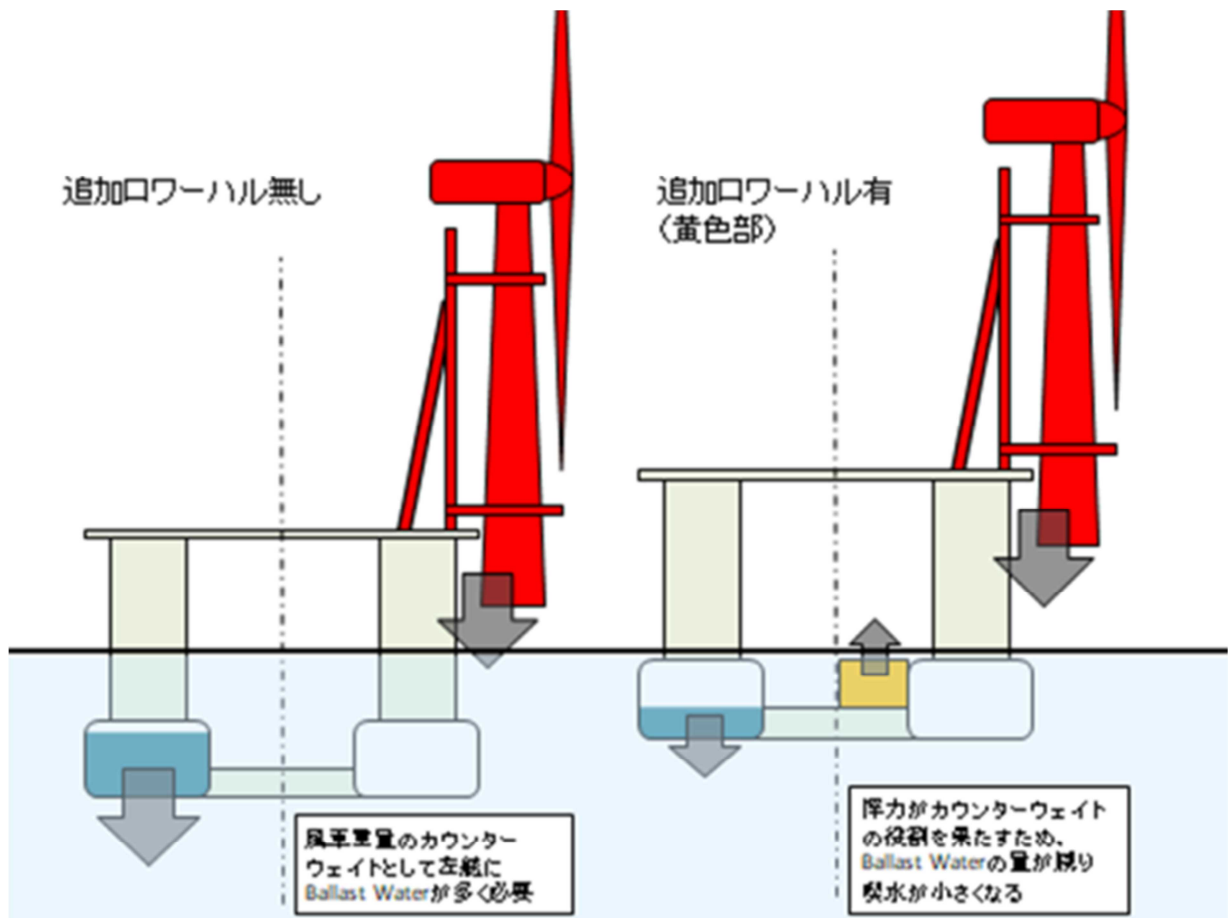 追加ロワーハル無し
追加ロワーハル有
(黄色部)
風車重量のカウンター
ウェイトとして左舷に
Ballast Waterが多く必要
浮力がカウンターウェイト
の役割を果たすため、
Ballast Waterの量が減り
喫水が小さくなる